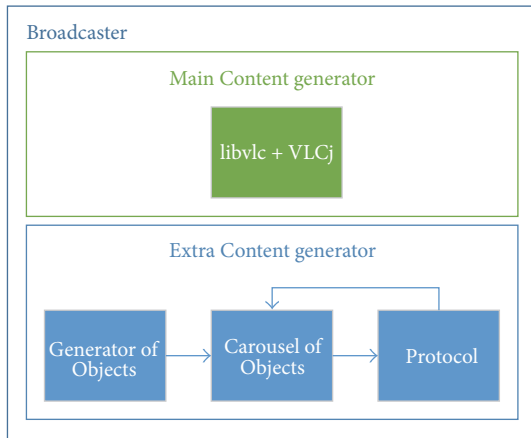 Broadcaster
Main Content generator
libvlc + VLCj
Extra Content generator
Generator of
Objects
Carousel of
Objects
Protocol